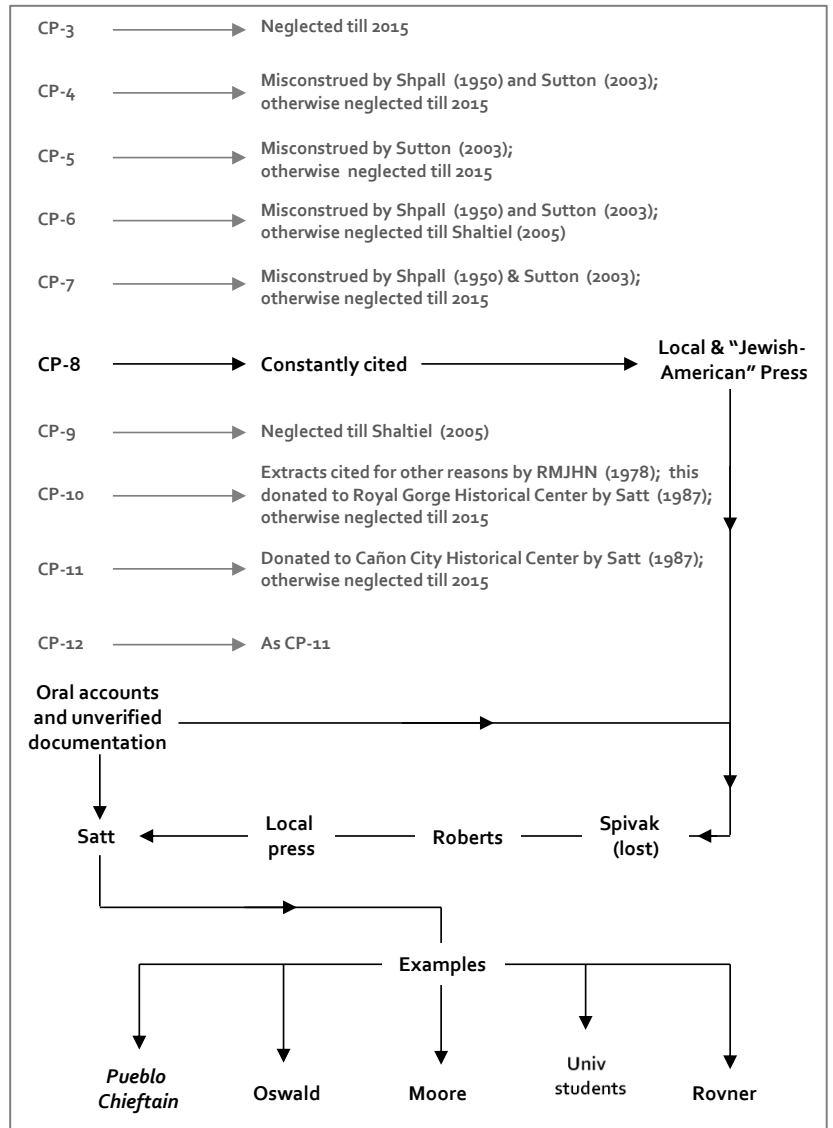 CP-3 Neglected till 2015
CP-4 Misconstrued by Shpall (1950) and Sutton (2003);
otherwise neglected till 2015
CP-5 Misconstrued by Sutton (2003);
otherwise neglected till 2015
CP-6 Misconstrued by Shpall (1950) and Sutton (2003);
otherwise neglected till Shaltiel (2005)
CP-7 Misconstrued by Shpall (1950) & Sutton (2003);
otherwise neglected till 2015
CP-8 Constantly cited
Local & “Jewish-
American” Press
CP-9 Neglected till Shaltiel (2005)
CP-10
Extracts cited for other reasons by RMJHN (1978); this
donated to Royal Gorge Historical Center by Satt (1987);
otherwise neglected till 2015
CP-11 Donated to Cañon City Historical Center by Satt (1987);
otherwise neglected till 2015
CP-12 As CP-11
Oral accounts
and unverified
documentation
Satt
Local
press
Roberts
Spivak
(lost)
Examples
Pueblo
Chieftain
Oswald
Moore
Univ
students
Rovner